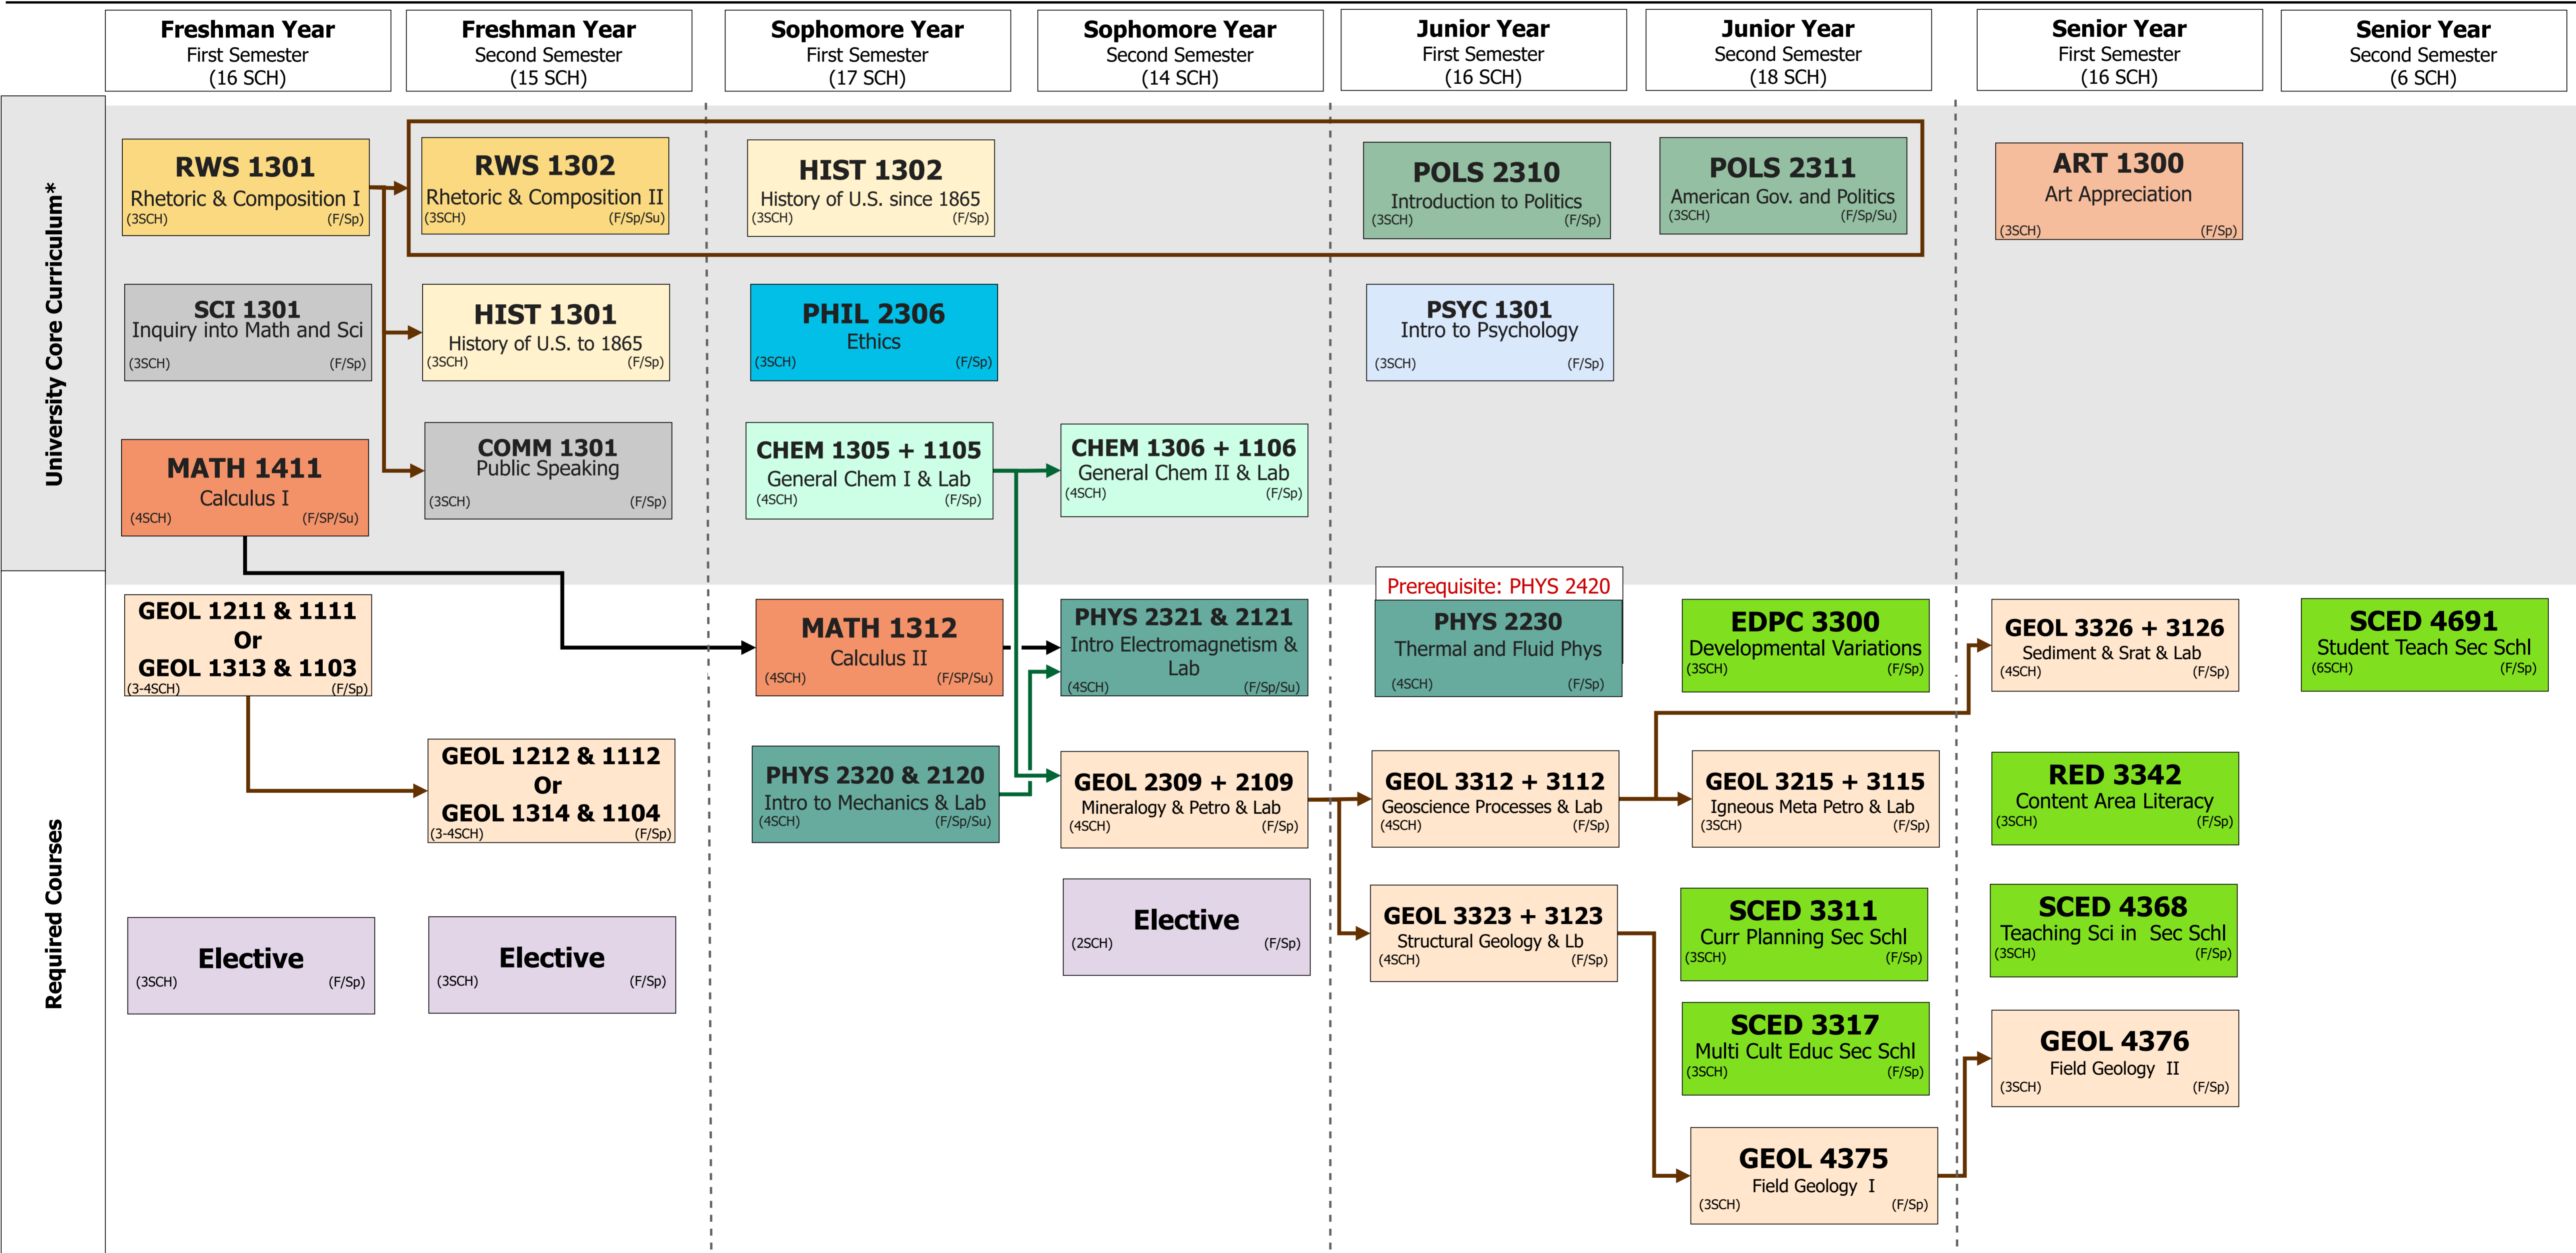 Freshman Year
First Semester
(16 SCH)
Freshman Year
Second Semester
(15 SCH)
Sophomore Year
First Semester
(17 SCH)
Sophomore Year
Second Semester
(14 SCH)
Junior Year
First Semester
(16 SCH)
Junior Year
Second Semester
(18 SCH)
Senior Year
First Semester
(16 SCH)
Senior Year
Second Semester
(6 SCH)
University Core Curriculum*
RWS 1301
Rhetoric & Composition I
(3SCH) (F/Sp)
RWS 1302
Rhetoric & Composition II
(3SCH) (F/Sp/Su)
HIST 1302
History of U.S. since 1865
(3SCH) (F/Sp)
POLS 2310
Introduction to Politics
(3SCH) (F/Sp)
POLS 2311
American Gov. and Politics
(3SCH) (F/Sp/Su)
ART 1300
Art Appreciation
(3SCH) (F/Sp)
SCI 1301
Inquiry into Math and Sci
(3SCH) (F/Sp)
HIST 1301
History of U.S. to 1865
(3SCH) (F/Sp)
PHIL 2306
Ethics
(3SCH) (F/Sp)
PSYC 1301
Intro to Psychology
(3SCH) (F/Sp)
MATH 1411
Calculus I
(4SCH) (F/SP/Su)
COMM 1301
Public Speaking
(3SCH) (F/Sp)
CHEM 1305 + 1105
General Chem I & Lab
(4SCH) (F/Sp)
CHEM 1306 + 1106
General Chem II & Lab
(4SCH) (F/Sp)
Required Courses
GEOL 1211 & 1111
Or
GEOL 1313 & 1103
(3-4SCH) (F/Sp)
MATH 1312
Calculus II
(4SCH) (F/SP/Su)
PHYS 2321 & 2121
Intro Electromagnetism &
Lab
(4SCH) (F/Sp/Su)
Prerequisite: PHYS 2420
PHYS 2230
Thermal and Fluid Phys
(4SCH) (F/Sp)
EDPC 3300
Developmental Variations
(3SCH) (F/Sp)
GEOL 3326 + 3126
Sediment & Srat & Lab
(4SCH) (F/Sp)
SCED 4691
Student Teach Sec Schl
(6SCH) (F/Sp)
GEOL 1212 & 1112
Or
GEOL 1314 & 1104
(3-4SCH) (F/Sp)
PHYS 2320 & 2120
Intro to Mechanics & Lab
(4SCH) (F/Sp/Su)
GEOL 2309 + 2109
Mineralogy & Petro & Lab
(4SCH) (F/Sp)
GEOL 3312 + 3112
Geoscience Processes & Lab
(4SCH) (F/Sp)
GEOL 3215 + 3115
Igneous Meta Petro & Lab
(3SCH) (F/Sp)
RED 3342
Content Area Literacy
(3SCH) (F/Sp)
Elective
(3SCH) (F/Sp)
Elective
(3SCH) (F/Sp)
Elective
(2SCH) (F/Sp)
GEOL 3323 + 3123
Structural Geology & Lb
(4SCH) (F/Sp)
SCED 3311
Curr Planning Sec Schl
(3SCH) (F/Sp)
SCED 4368
Teaching Sci in Sec Schl
(3SCH) (F/Sp)
SCED 3317
Multi Cult Educ Sec Schl
(3SCH) (F/Sp)
GEOL 4376
Field Geology II
(3SCH) (F/Sp)
GEOL 4375
Field Geology I
(3SCH) (F/Sp)